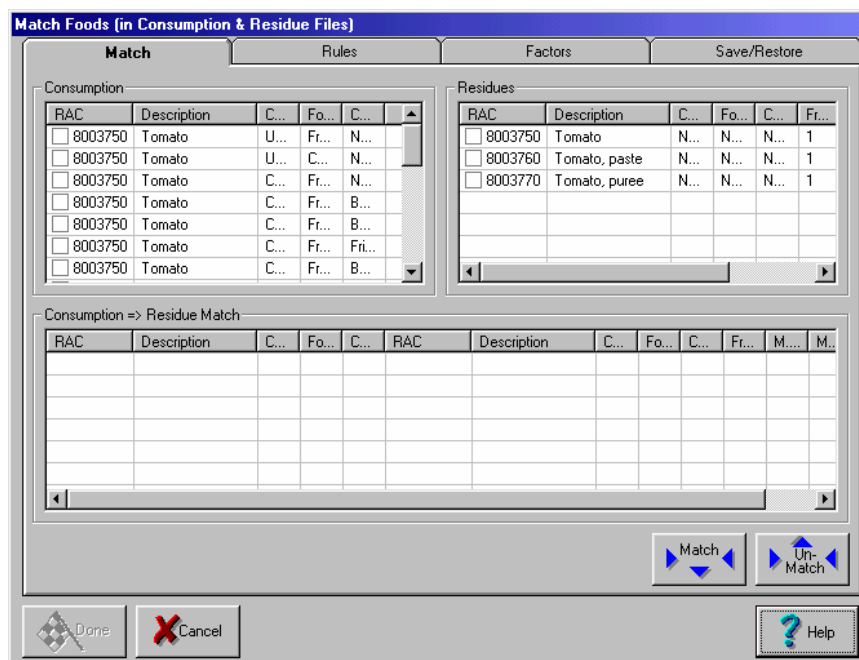 Match Foods (in Consumption & Residue Files)
Match Rules Factors Save/Restore
Consumption
RAC Description C... Fo... C...
8003750 Tomato U... Fr... N...
8003750 Tomato U... C... N...
8003750 Tomato C... Fr... N...
8003750 Tomato C... Fr... B...
8003750 Tomato C... Fr... B...
8003750 Tomato C... Fr... Fri...
8003750 Tomato C... Fr... B...
Residues
RAC Description C... Fo... C... Fr...
8003750 Tomato N... N... N... 1
8003760 Tomato, paste N... N... N... 1
8003770 Tomato, puree N... N... N... 1
Consumption => Residue Match
RAC Description C... Fo... C... RAC Description C... Fo... C... Fr... M... M...
Match
Un-
Match
Done
Cancel
Help